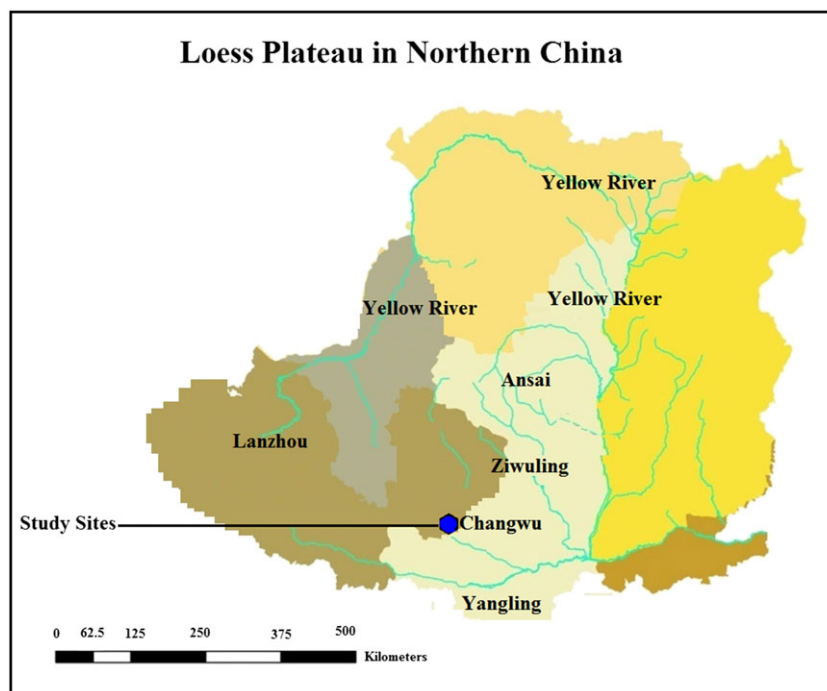 Loess Plateau in Northern China
Yellow River
Yellow River
Yellow River
Ansai
Lanzhou
Ziwuling
Study Sites
Changwu
Yangling
0 62.5 125 250 375 500
Kilometers